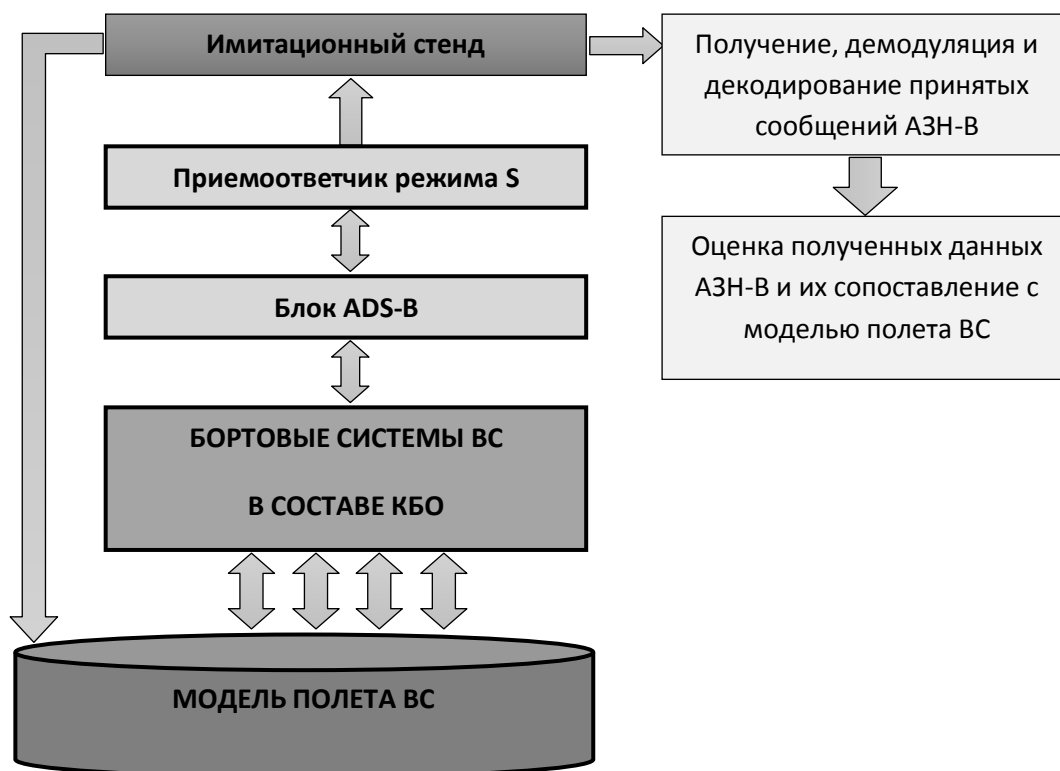 Имитационный стенд
Получение, демодуляция и
декодирование принятых
сообщений АЗН-В
Приемоответчик режима S
Оценка полученных данных
АЗН-В и их сопоставление с
моделью полета ВС
Блок ADS-B
БОРТОВЫЕ СИСТЕМЫ ВС
В СОСТАВЕ КБО
МОДЕЛЬ ПОЛЕТА ВС